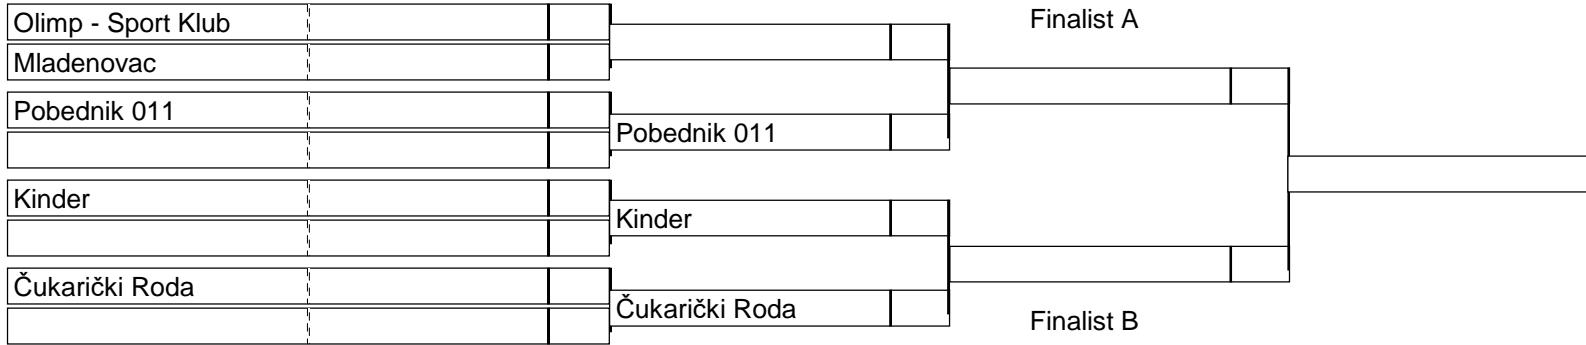 Olimp - Sport Klub
Mladenovac
Pobednik 011
Kinder
Čukarički Roda
Pobednik 011
Kinder
Čukarički Roda
Finalist A
Finalist B